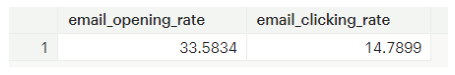 email_opening_rate email_clicking_rate
1 33.5834 14.7899